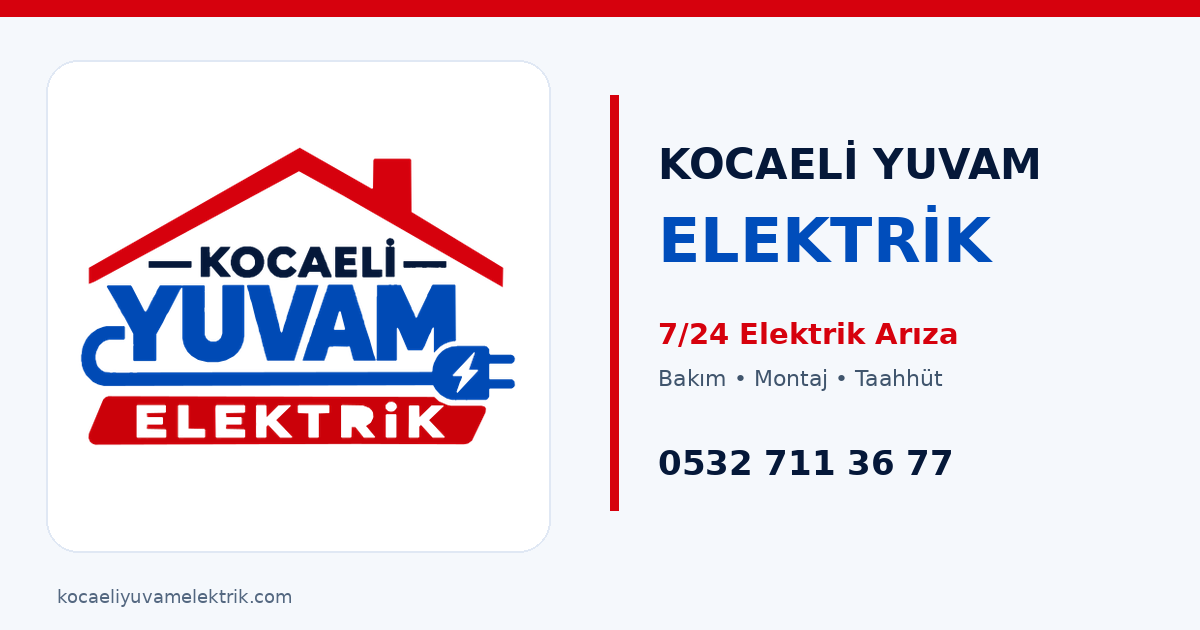 KOCAELİ
YUVAM
ELEKTRİK
KOCAELİ YUVAM
ELEKTRİK
7/24 Elektrik Arıza
Bakım • Montaj • Taahhüt
0532 711 36 77
kocaeliyuvamelektrik.com